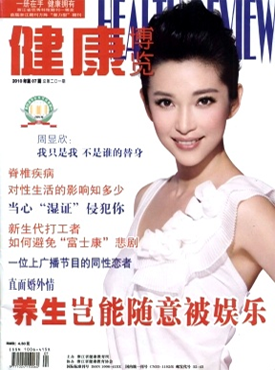 一册在手 健康拥有
HEALTH REVIEW
健康博览
2010年第07期
周显欣:
我只是我 不是谁的替身
脊椎疾病
对性生活的影响知多少
当心“湿证”侵犯你
新生代打工者
如何避免“富士康”悲剧
一位上广播节目的同性恋者
直面婚外情
养生岂能随意被娱乐
ISSN 1006-415X